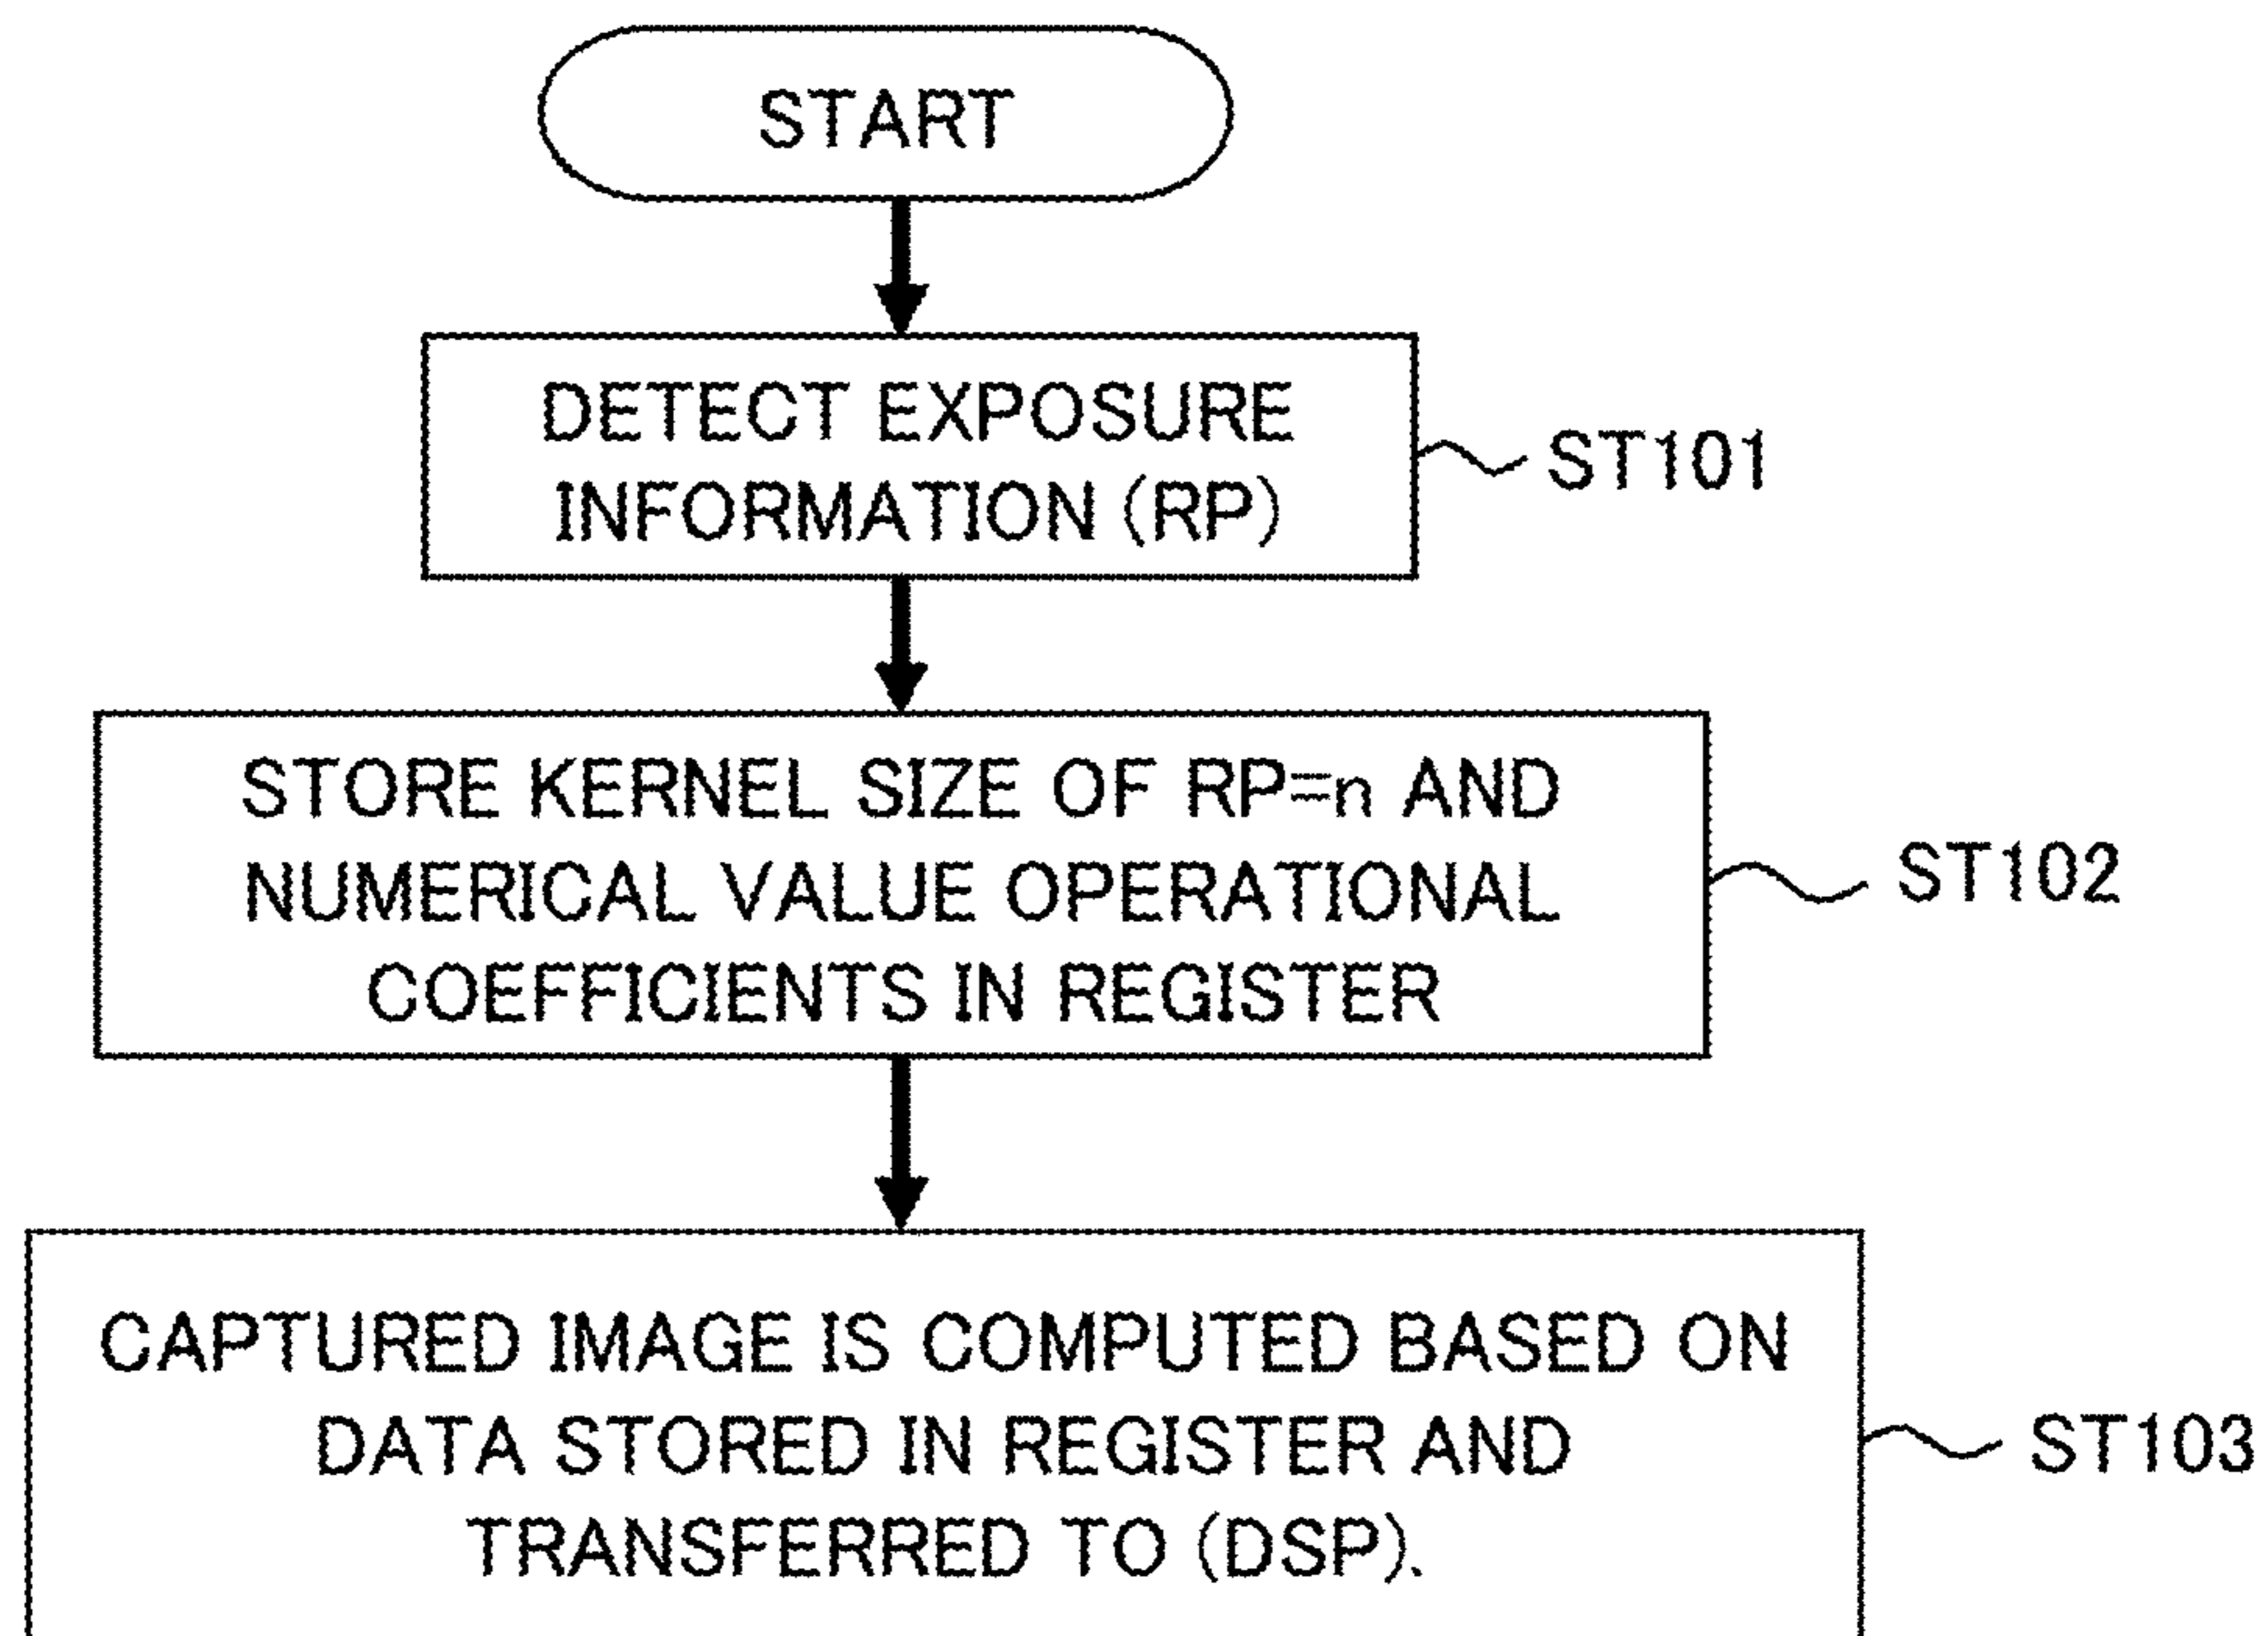 START
DETECT EXPOSURE
INFORMATION (RP)
ST101
STORE KERNEL SIZE OF RP=n AND
NUMERICAL VALUE OPERATIONAL
COEFFICIENTS IN REGISTER
ST102
CAPTURED IMAGE IS COMPUTED BASED ON
DATA STORED IN REGISTER AND
TRANSFERRED TO (DSP).
ST103